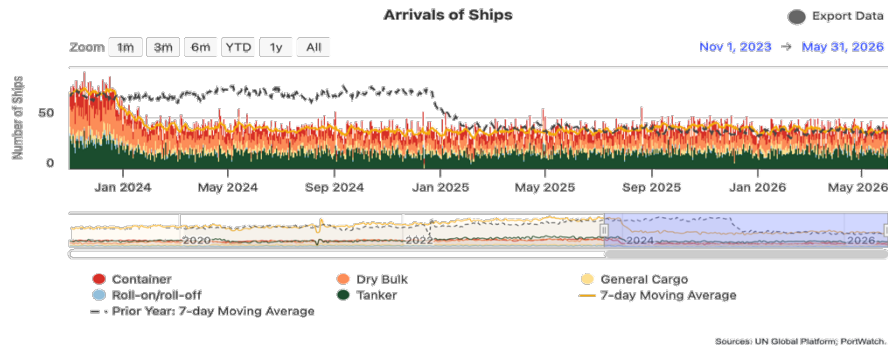 Arrivals of Ships
Export Data
Zoom 1m 3m 6m YTD 1y All
Nov 1, 2023 → May 31, 2026
Number of Ships
50
0
Jan 2024 May 2024 Sep 2024 Jan 2025 May 2025 Sep 2025 Jan 2026 May 2026
2020 2022 2024 2026
Container Dry Bulk General Cargo
Roll-on/roll-off Tanker 7-day Moving Average
Prior Year: 7-day Moving Average
Sources: UN Global Platform; PortWatch.